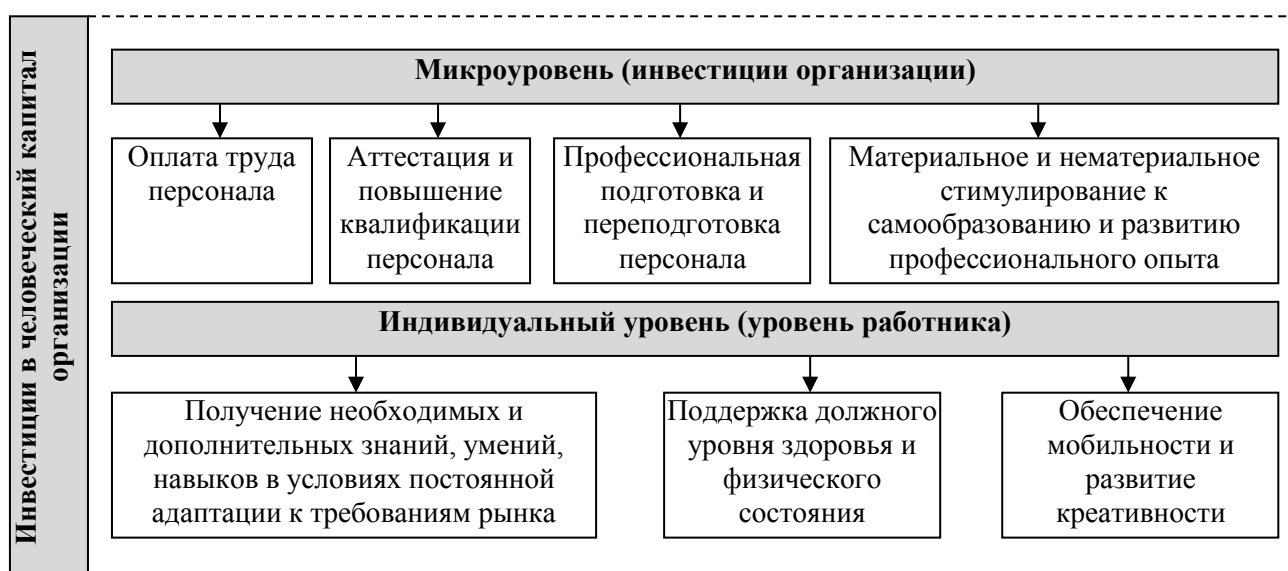 Инвестиции в человеческий капитал
организации
Микроуровень (инвестиции организации)
Оплата труда
персонала
Аттестация и
повышение
квалификации
персонала
Профессиональная
подготовка и
переподготовка
персонала
Материальное и нематериальное
стимулирование к
самообразованию и развитию
профессионального опыта
Индивидуальный уровень (уровень работника)
Получение необходимых и
дополнительных знаний, умений,
навыков в условиях постоянной
адаптации к требованиям рынка
Поддержка должного
уровня здоровья и
физического
состояния
Обеспечение
мобильности и
развитие
креативности